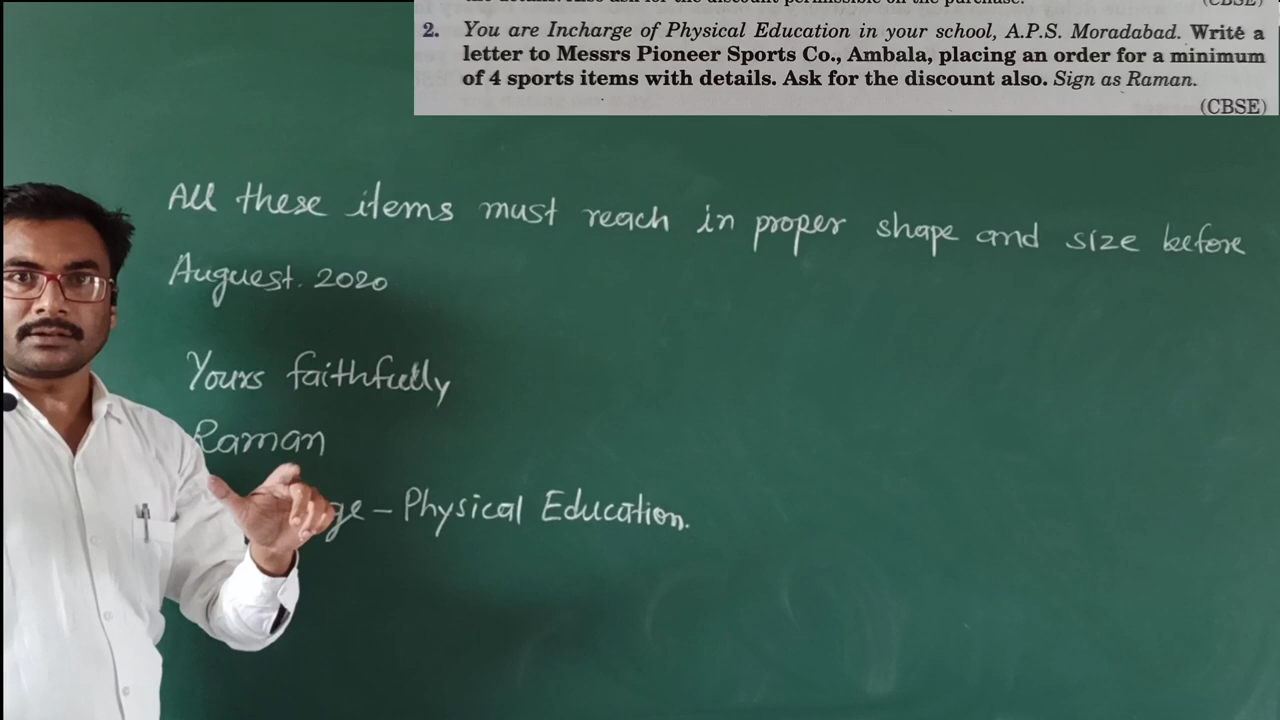 (CBSE)
2. You are Incharge of Physical Education in your school, A.P.S. Moradabad. Write a
letter to Messrs Pioneer Sports Co., Ambala, placing an order for a minimum
of 4 sports items with details. Ask for the discount also. Sign as Raman.
(CBSE)
All these items must reach in proper shape and size before
Auguest. 2020
Yours faithfully
Raman
– Physical Education.